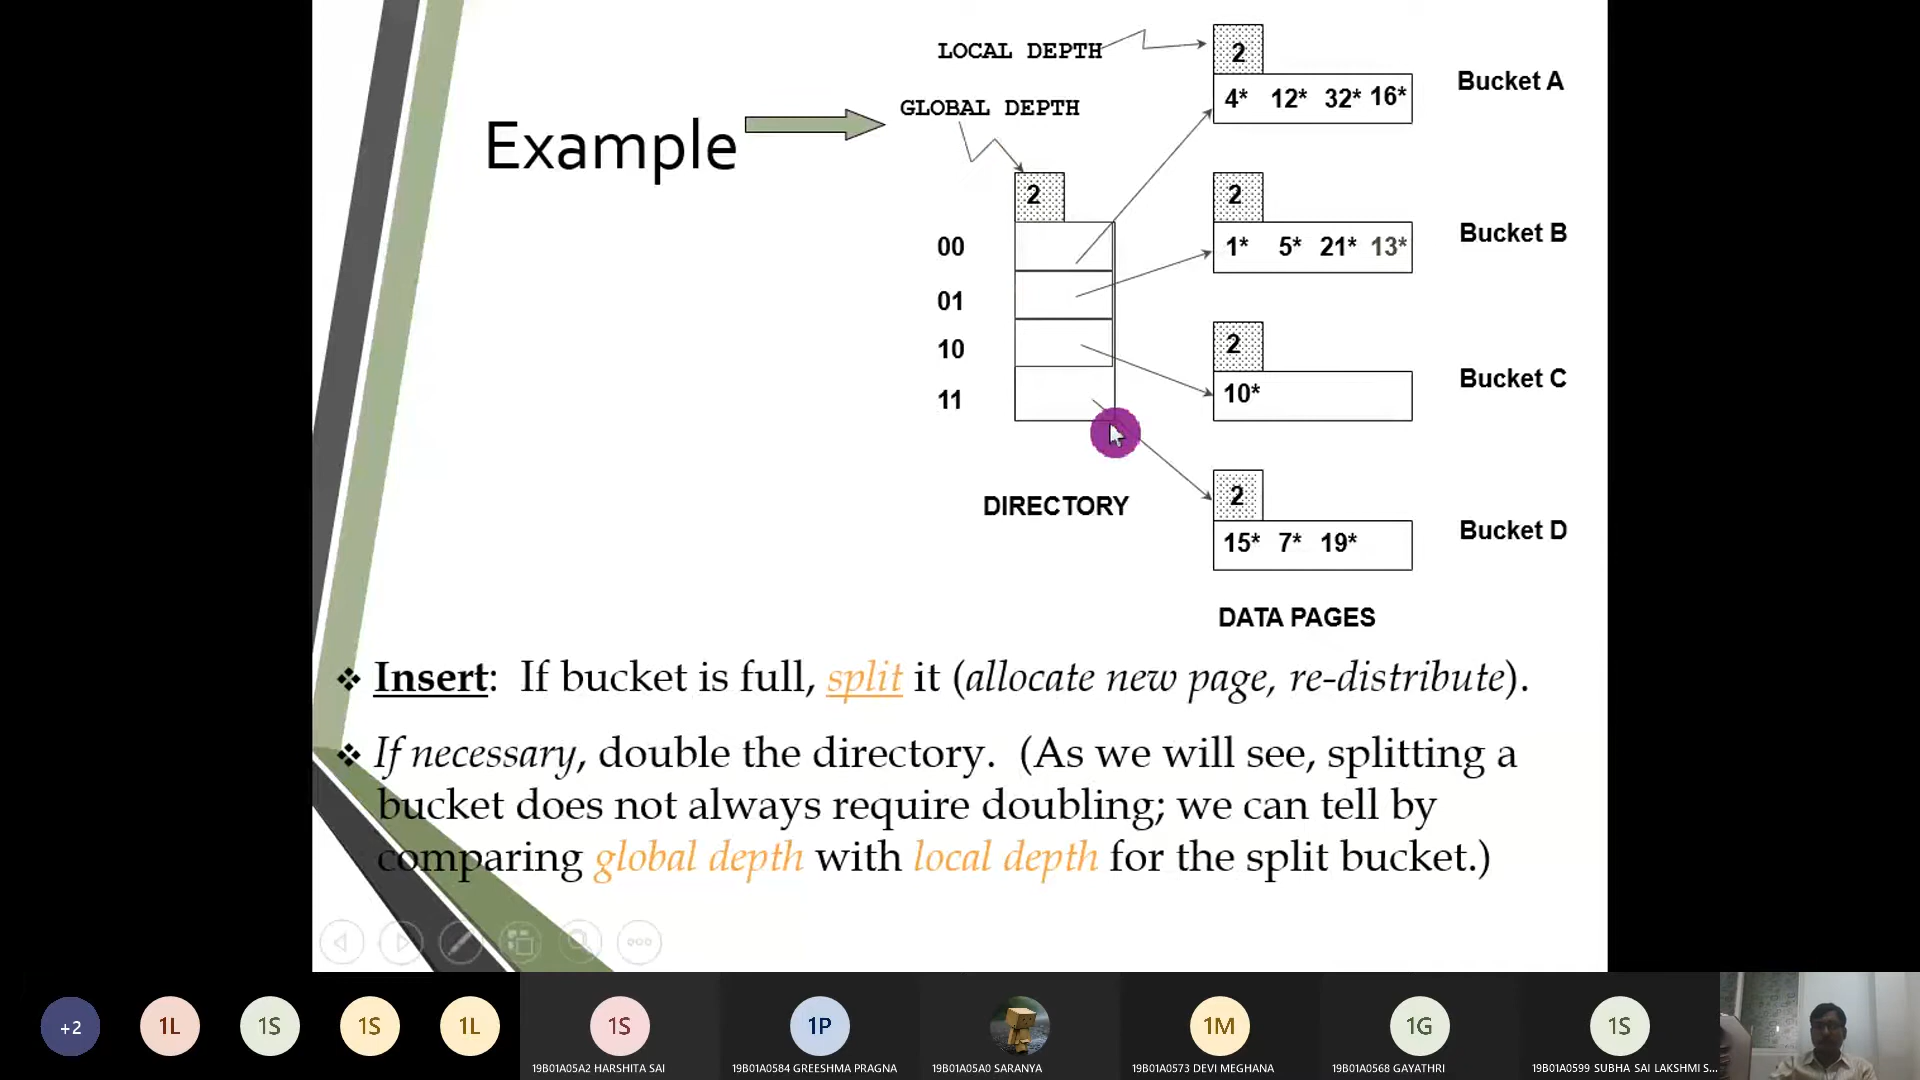 LOCAL DEPTH
2
Bucket A
4* 12* 32* 16*
Example
GLOBAL DEPTH
2
2
Bucket B
1* 5* 21* 13*
00
01
10
11
2
Bucket C
10*
DIRECTORY
2
Bucket D
15* 7* 19*
DATA PAGES
❖ Insert: If bucket is full, split it (allocate new page, re-distribute).
❖ If necessary, double the directory. (As we will see, splitting a
bucket does not always require doubling; we can tell by
comparing global depth with local depth for the split bucket.)
+2
1L
1S
1S
1L
1S
1P
1M
1G
1S
19B01A05A2 HARSHITA SAI
19B01A0584 GREESHMA PRAGNA
19B01A05A0 SARANYA
19B01A0573 DEVI MEGHANA
19B01A0568 GAYATHRI
19B01A0599 SUBHA SAI LAKSHMI S...